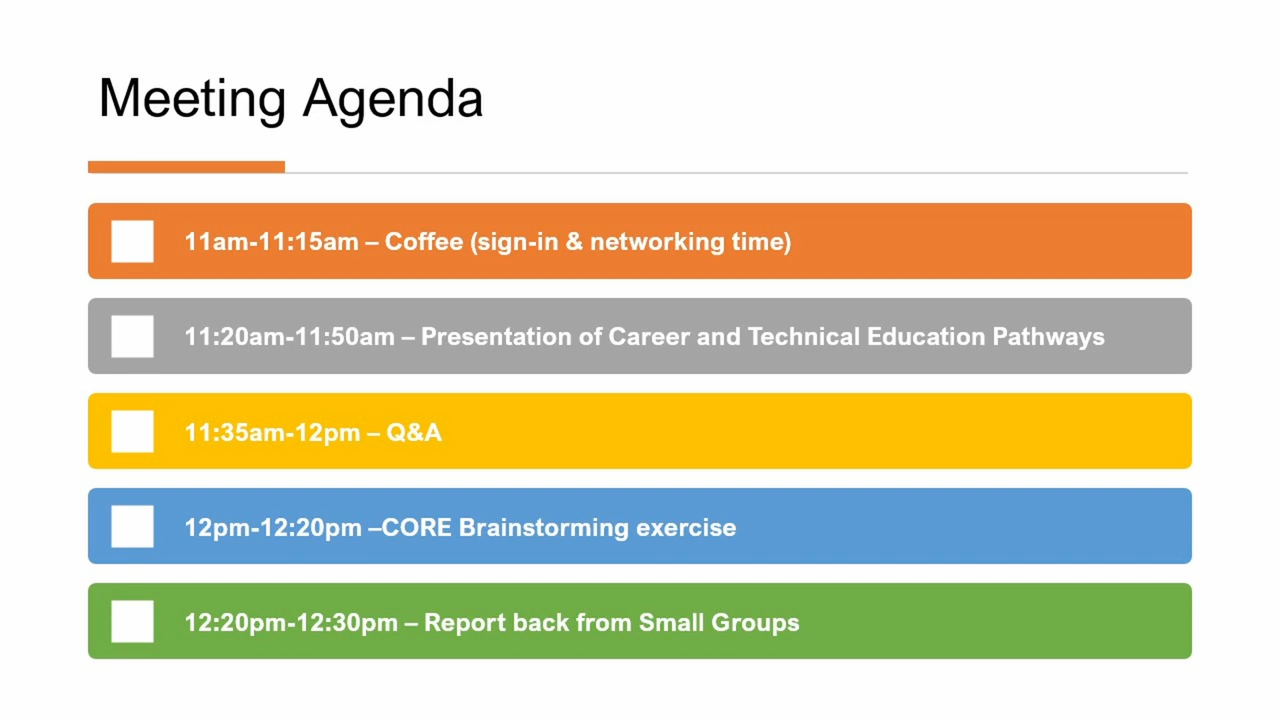 Meeting Agenda
11am-11:15am – Coffee (sign-in & networking time)
11:20am-11:50am – Presentation of Career and Technical Education Pathways
11:35am-12pm – Q&A
12pm-12:20pm –CORE Brainstorming exercise
12:20pm-12:30pm – Report back from Small Groups